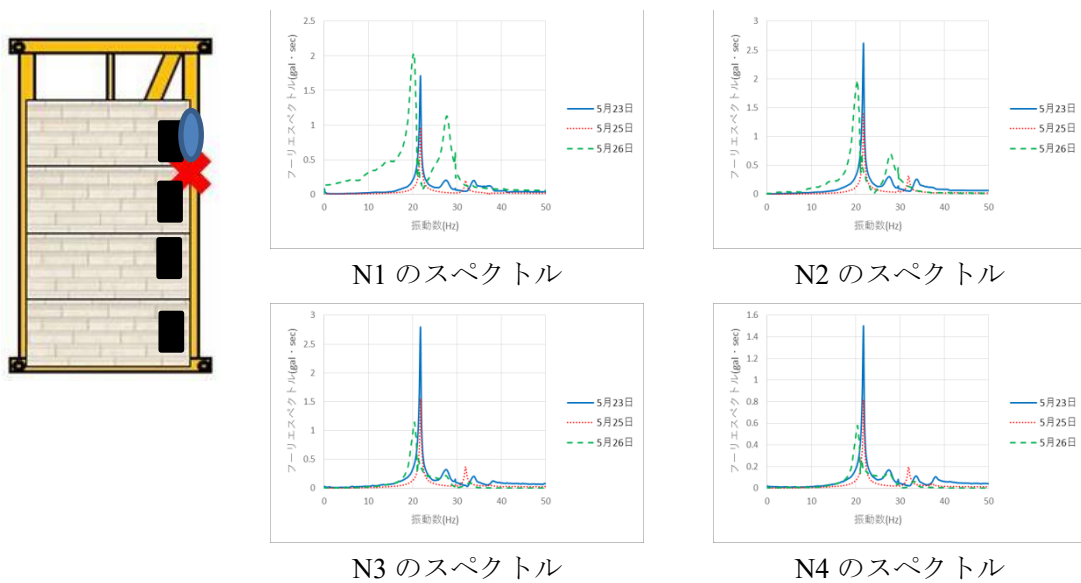 フーリエスペクトル(gal・sec)
2.5
2
1.5
1
0.5
0
0 10 20 30 40 50
振動数(Hz)
5月23日
5月25日
5月26日
N1 のスペクトル
フーリエスペクトル(gal・sec)
3
2.5
2
1.5
1
0.5
0
0 10 20 30 40 50
振動数(Hz)
5月23日
5月25日
5月26日
N2 のスペクトル
フーリエスペクトル(gal・sec)
3
2.5
2
1.5
1
0.5
0
0 10 20 30 40 50
振動数(Hz)
5月23日
5月25日
5月26日
N3 のスペクトル
フーリエスペクトル(gal・sec)
1.6
1.4
1.2
1
0.8
0.6
0.4
0.2
0
0 10 20 30 40 50
振動数(Hz)
5月23日
5月25日
5月26日
N4 のスペクトル